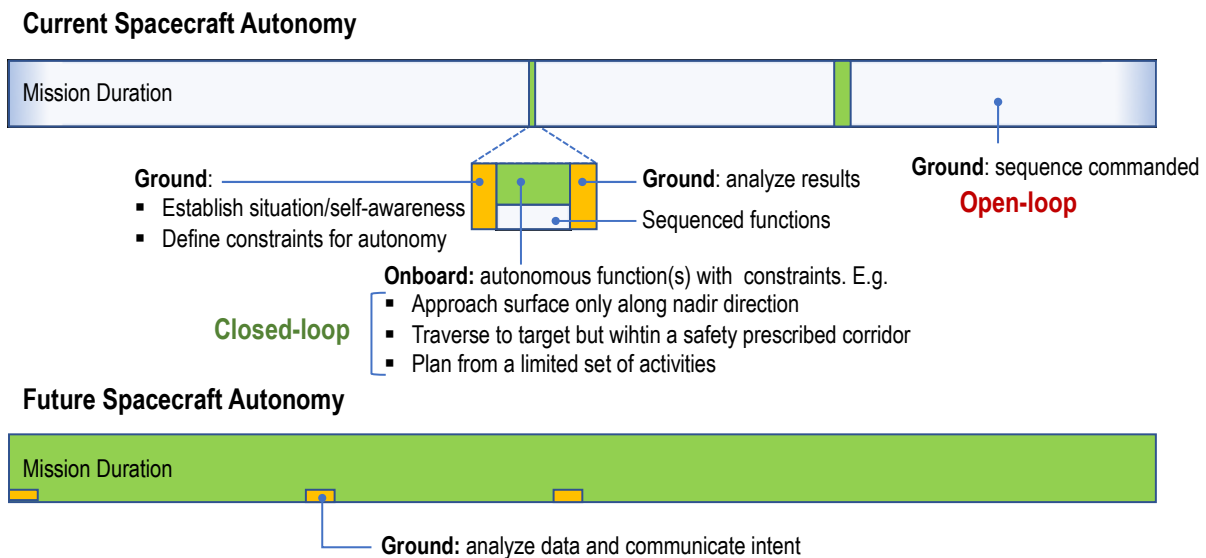 Current Spacecraft Autonomy
Mission Duration
Ground:
▪ Establish situation/self-awareness
▪ Define constraints for autonomy
Ground: analyze results
Sequenced functions
Ground: sequence commanded
Open-loop
Onboard: autonomous function(s) with constraints. E.g.
Closed-loop
▪ Approach surface only along nadir direction
▪ Traverse to target but wihtin a safety prescribed corridor
▪ Plan from a limited set of activities
Future Spacecraft Autonomy
Mission Duration
Ground: analyze data and communicate intent